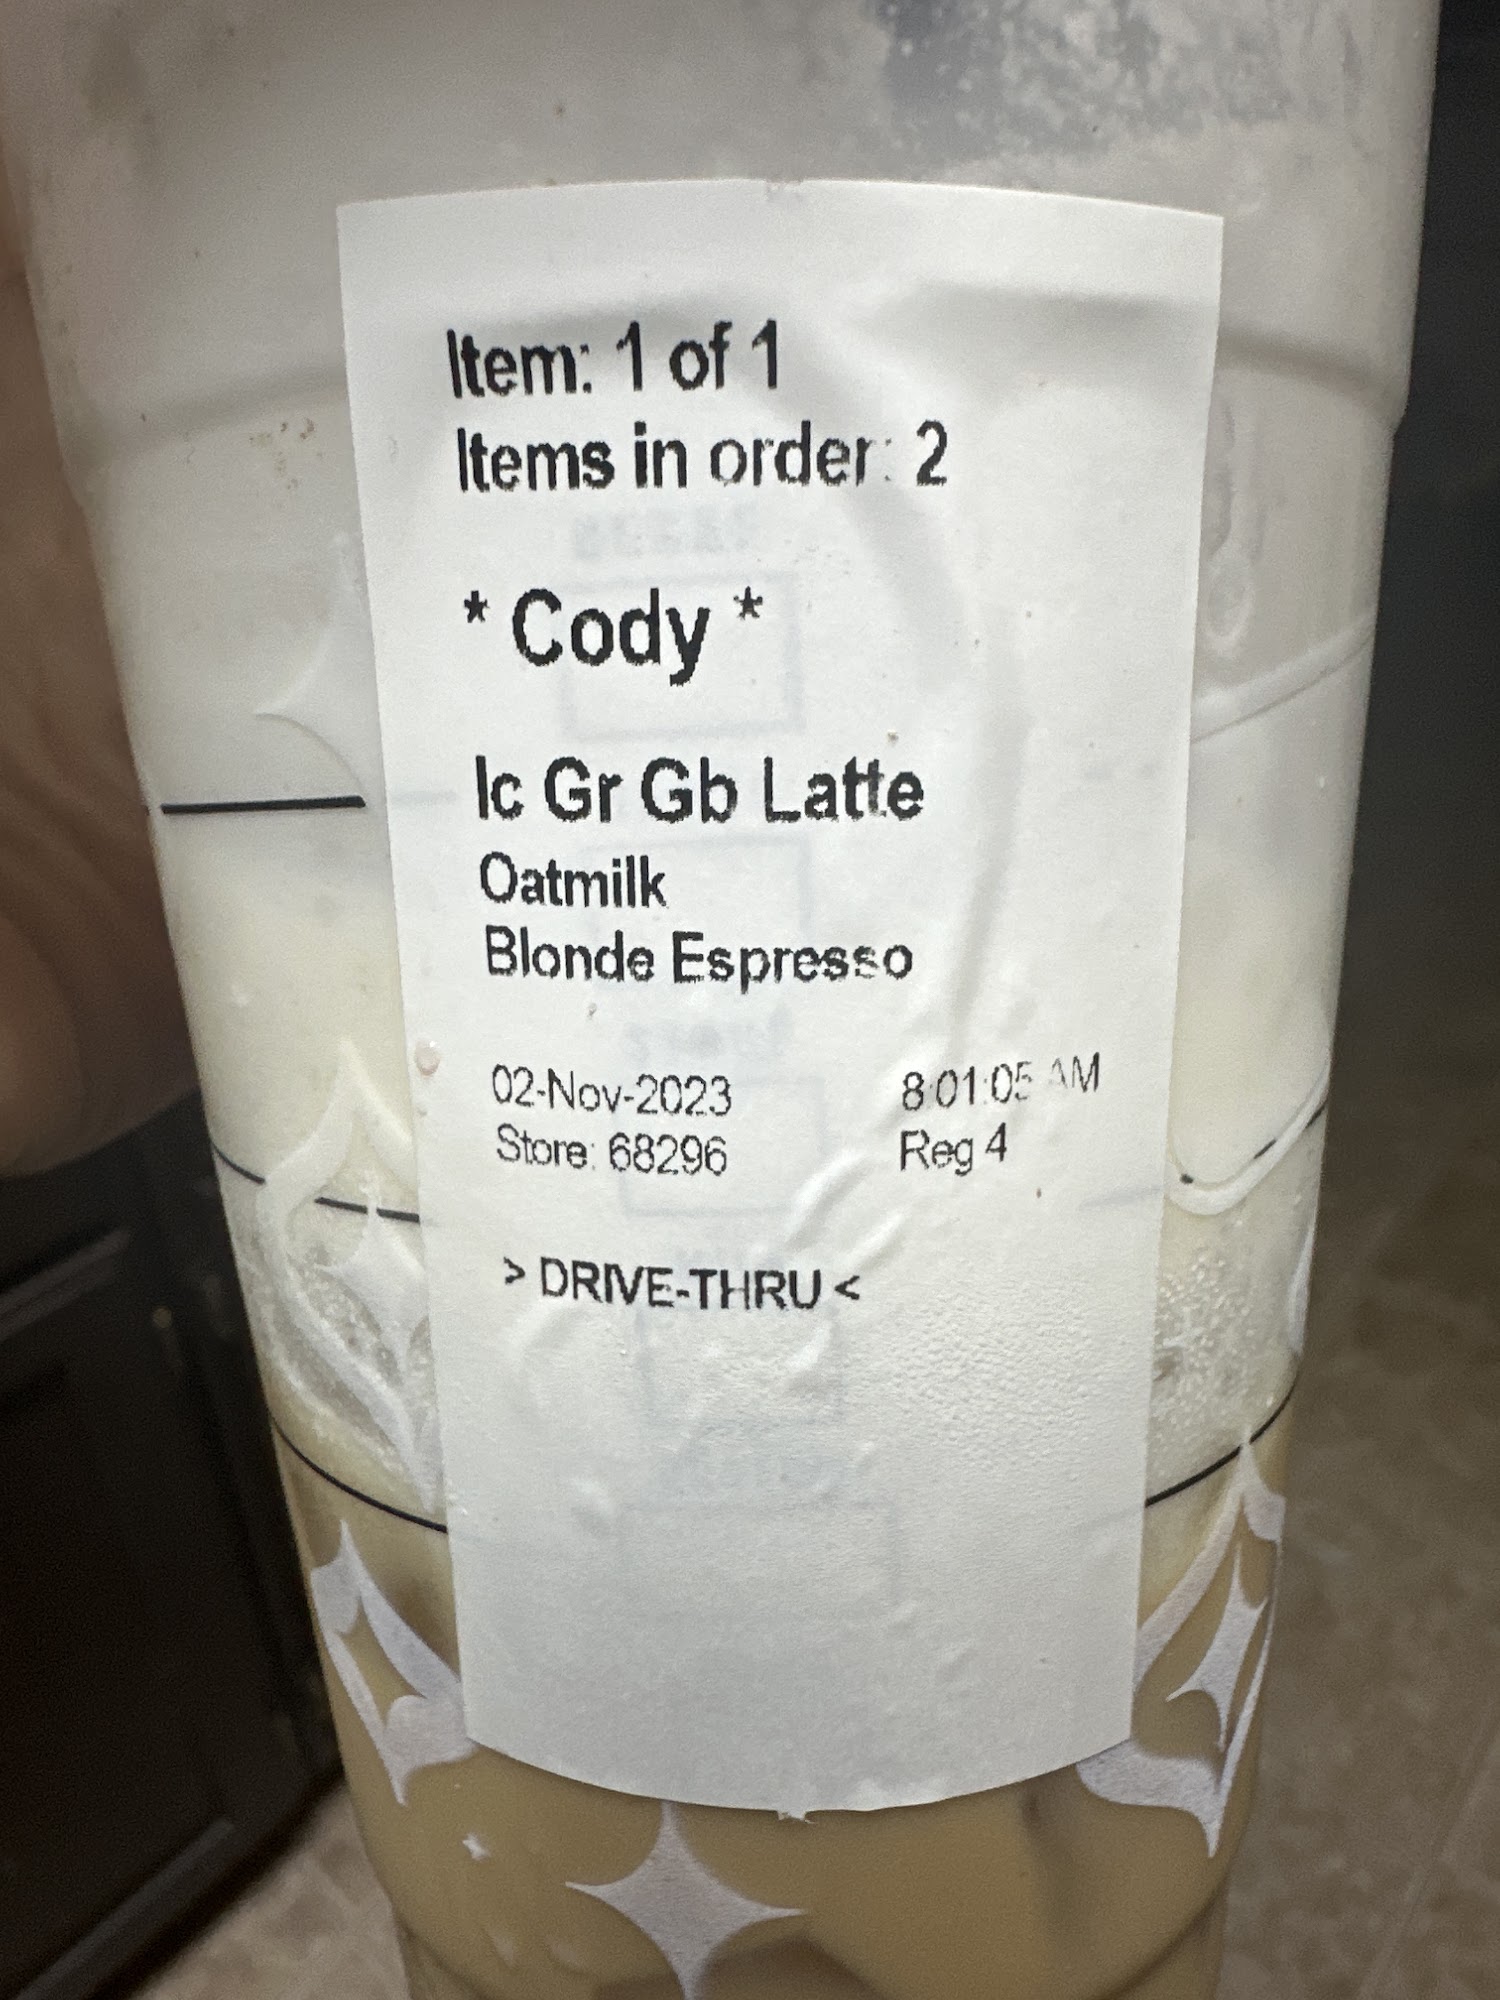 Item: 1 of 1
Items in order: 2
* Cody *
Ic Gr Gb Latte
Oatmilk
Blonde Espresso
02-Nov-2023 8:01:05 AM
Store: 68296 Reg 4
> DRIVE-THRU <